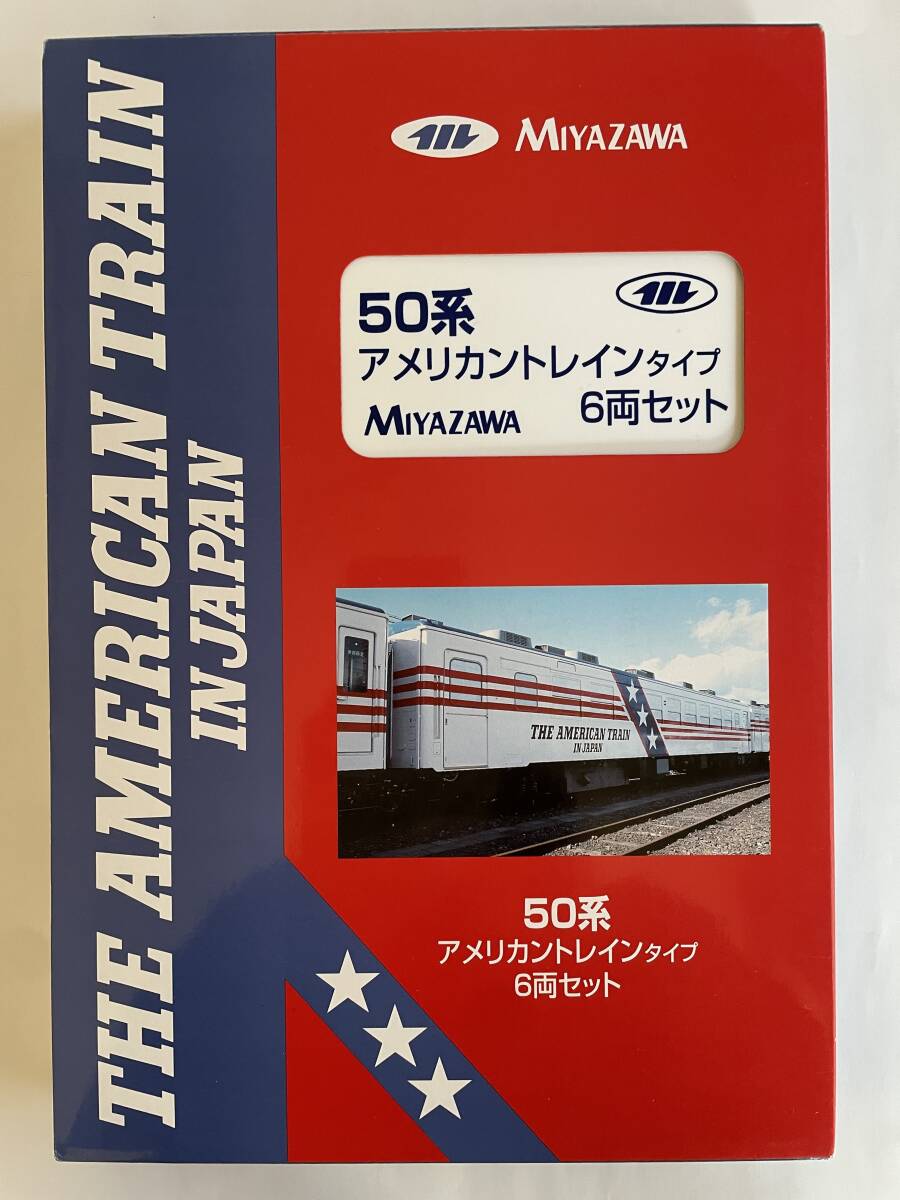 THE AMERICAN TRAIN
IN JAPAN
MIYAZAWA
50系
アメリカントレインタイプ
6両セット
MIYAZAWA
THE AMERICAN TRAIN
IN JAPAN
50系
アメリカントレインタイプ
6両セット